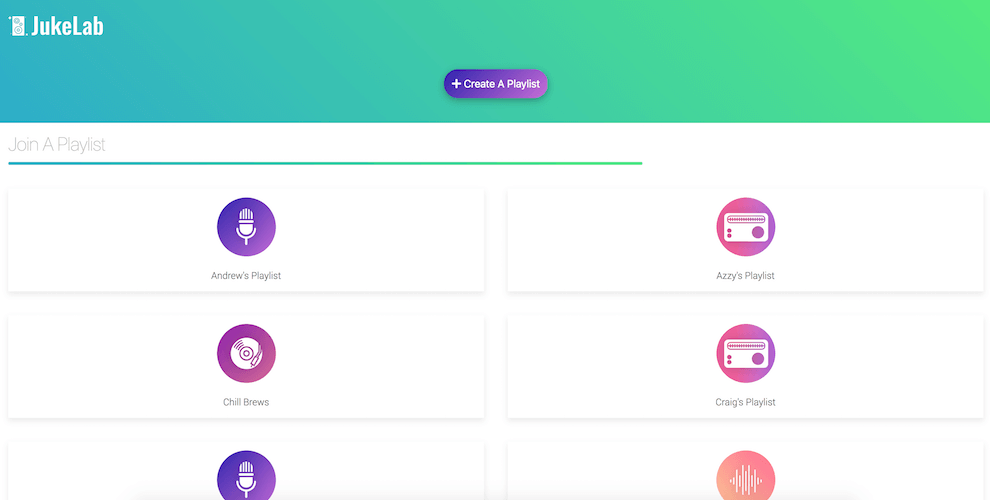 JukeLab
+ Create A Playlist
Join A Playlist
Andrew's Playlist
Azzy's Playlist
Chill Brews
Craig's Playlist